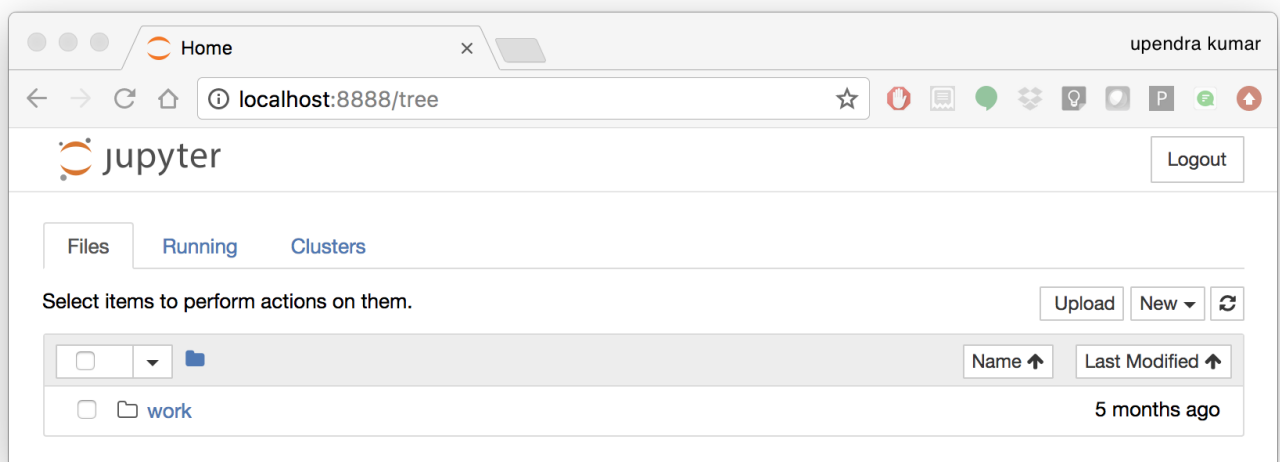 Home
upendra kumar
localhost:8888/tree
P
jupyter
Logout
Files Running Clusters
Select items to perform actions on them.
Upload New
Name Last Modified
work 5 months ago